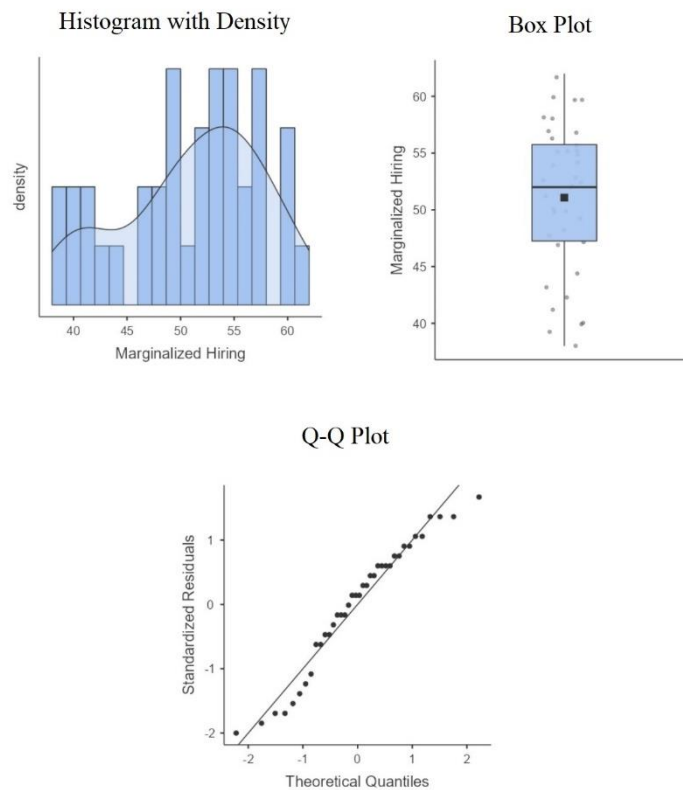 Histogram with Density
density
40 45 50 55 60
Marginalized Hiring
Box Plot
Marginalized Hiring
60
55
50
45
40
Q-Q Plot
Standardized Residuals
1
0
-1
-2
-2 -1 0 1 2
Theoretical Quantiles